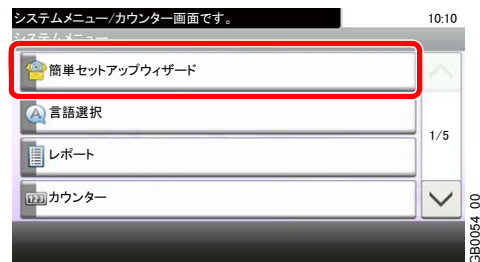 システムメニュー/カウンター画面です。 10:10
システムメニュー
簡単セットアップウィザード
言語選択
1/5
レポート
123 カウンター
GB0054_00